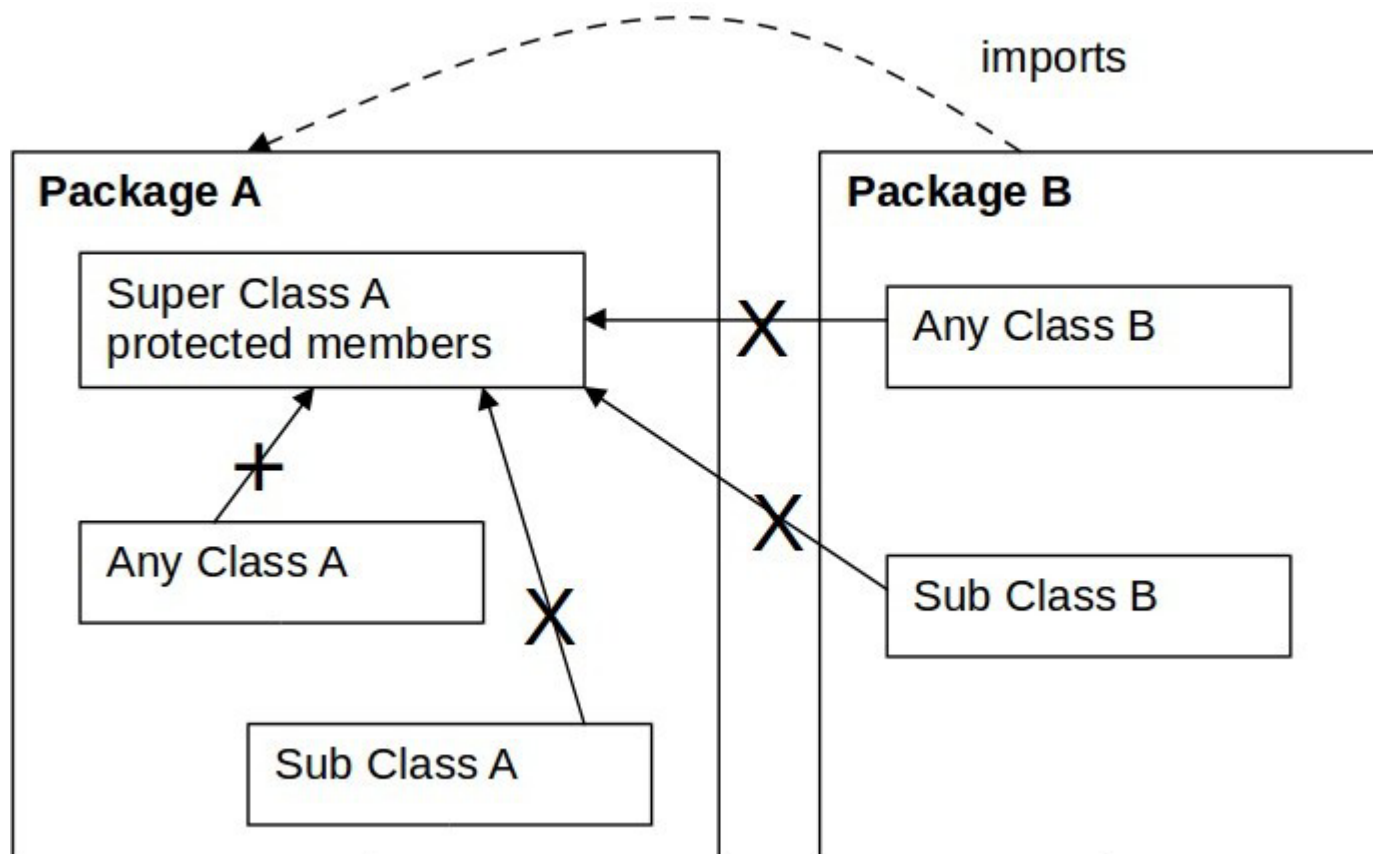 imports
Package A
Package B
Super Class A
protected members
Any Class B
X
+
X
Any Class A
Sub Class B
X
Sub Class A